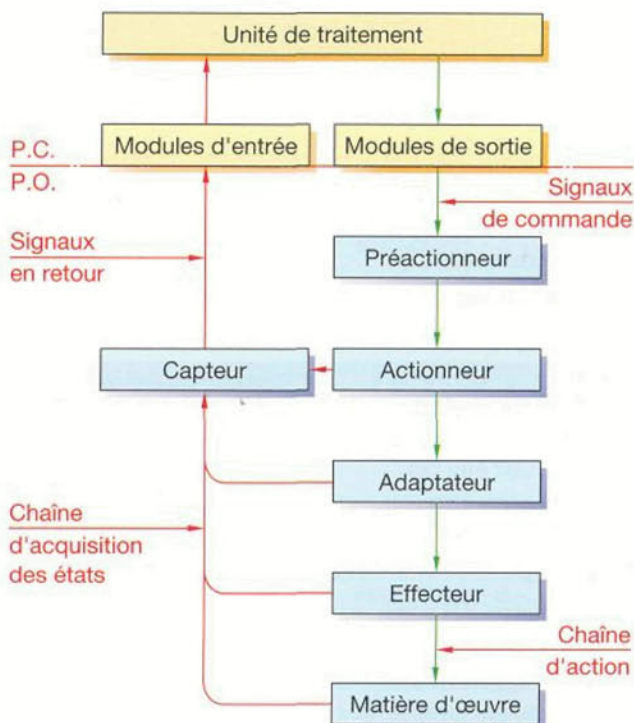 Unité de traitement
Modules d'entrée
Modules de sortie
P.C.
P.O.
Signaux
de commande
Signaux
en retour
Préactionneur
Capteur
Actionneur
Adaptateur
Chaîne
d'acquisition
des états
Effecteur
Chaîne
d'action
Matière d'œuvre